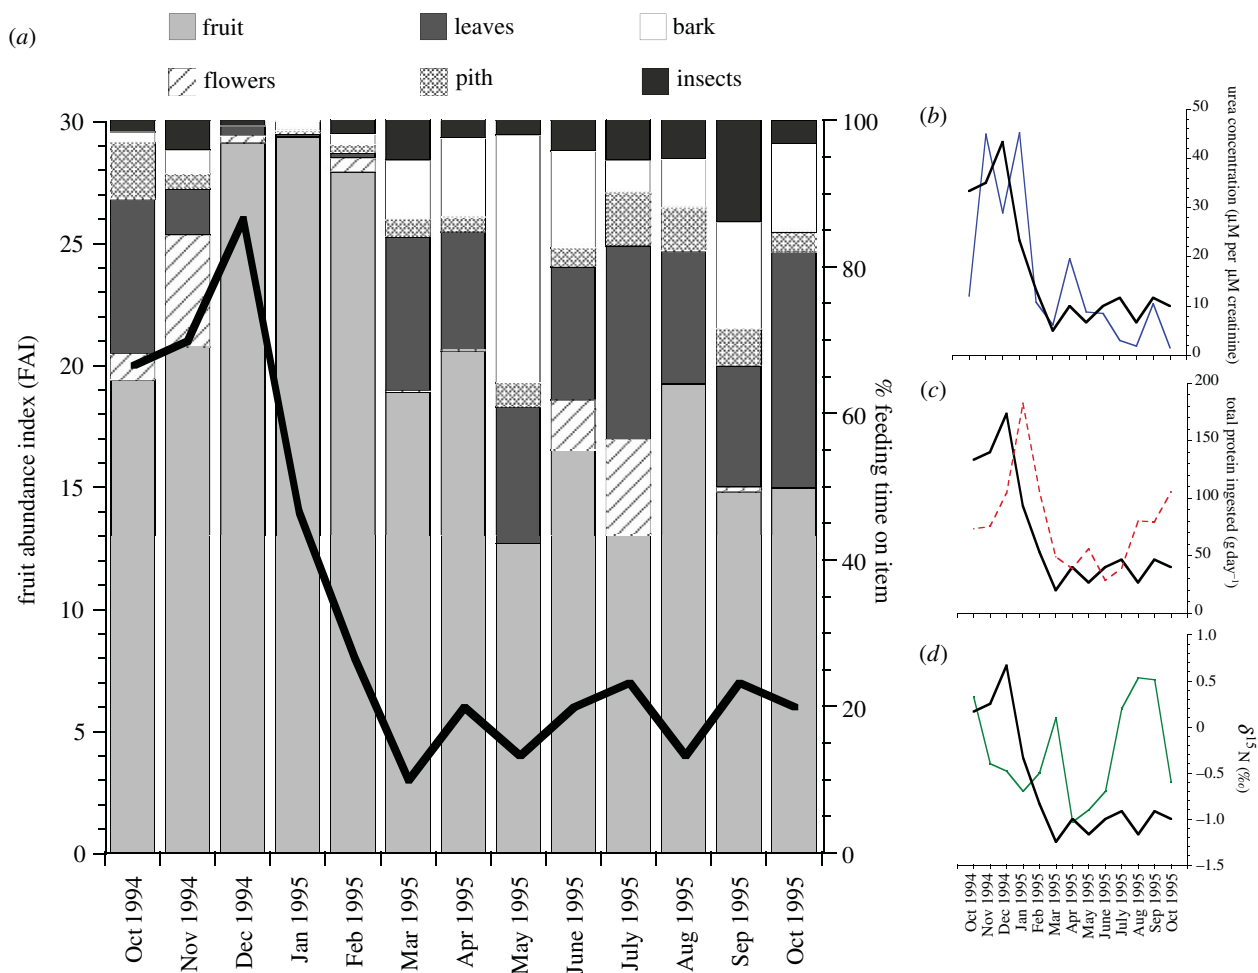 (a)
fruit
leaves
bark
flowers
pith
insects
fruit abundance index (FAI)
30
25
20
15
10
5
0
% feeding time on item
100
80
60
40
20
0
Oct 1994
Nov 1994
Dec 1994
Jan 1995
Feb 1995
Mar 1995
Apr 1995
May 1995
June 1995
July 1995
Aug 1995
Sep 1995
Oct 1995
(b)
urea concentration (µM per µM creatinine)
50
40
30
20
10
0
(c)
total protein ingested (g day⁻¹)
200
150
100
50
0
(d)
δ¹⁵N (‰)
1.0
0.5
0
−0.5
−1.0
−1.5
Oct 1994
Nov 1994
Dec 1994
Jan 1995
Feb 1995
Mar 1995
Apr 1995
May 1995
June 1995
July 1995
Aug 1995
Sep 1995
Oct 1995